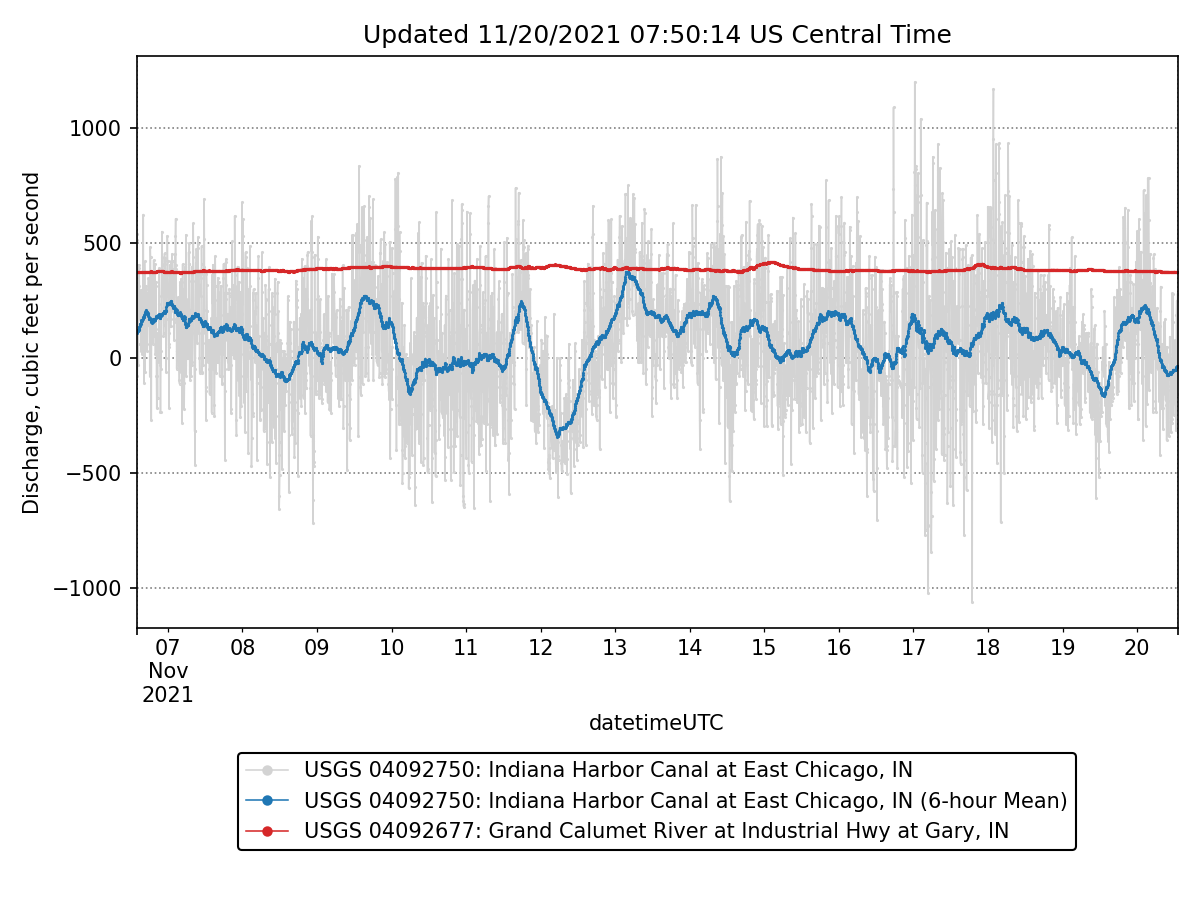 Updated 11/20/2021 07:50:14 US Central Time
Discharge, cubic feet per second
1000
500
0
−500
−1000
07 08 09 10 11 12 13 14 15 16 17 18 19 20
Nov
2021
datetimeUTC
USGS 04092750: Indiana Harbor Canal at East Chicago, IN
USGS 04092750: Indiana Harbor Canal at East Chicago, IN (6-hour Mean)
USGS 04092677: Grand Calumet River at Industrial Hwy at Gary, IN